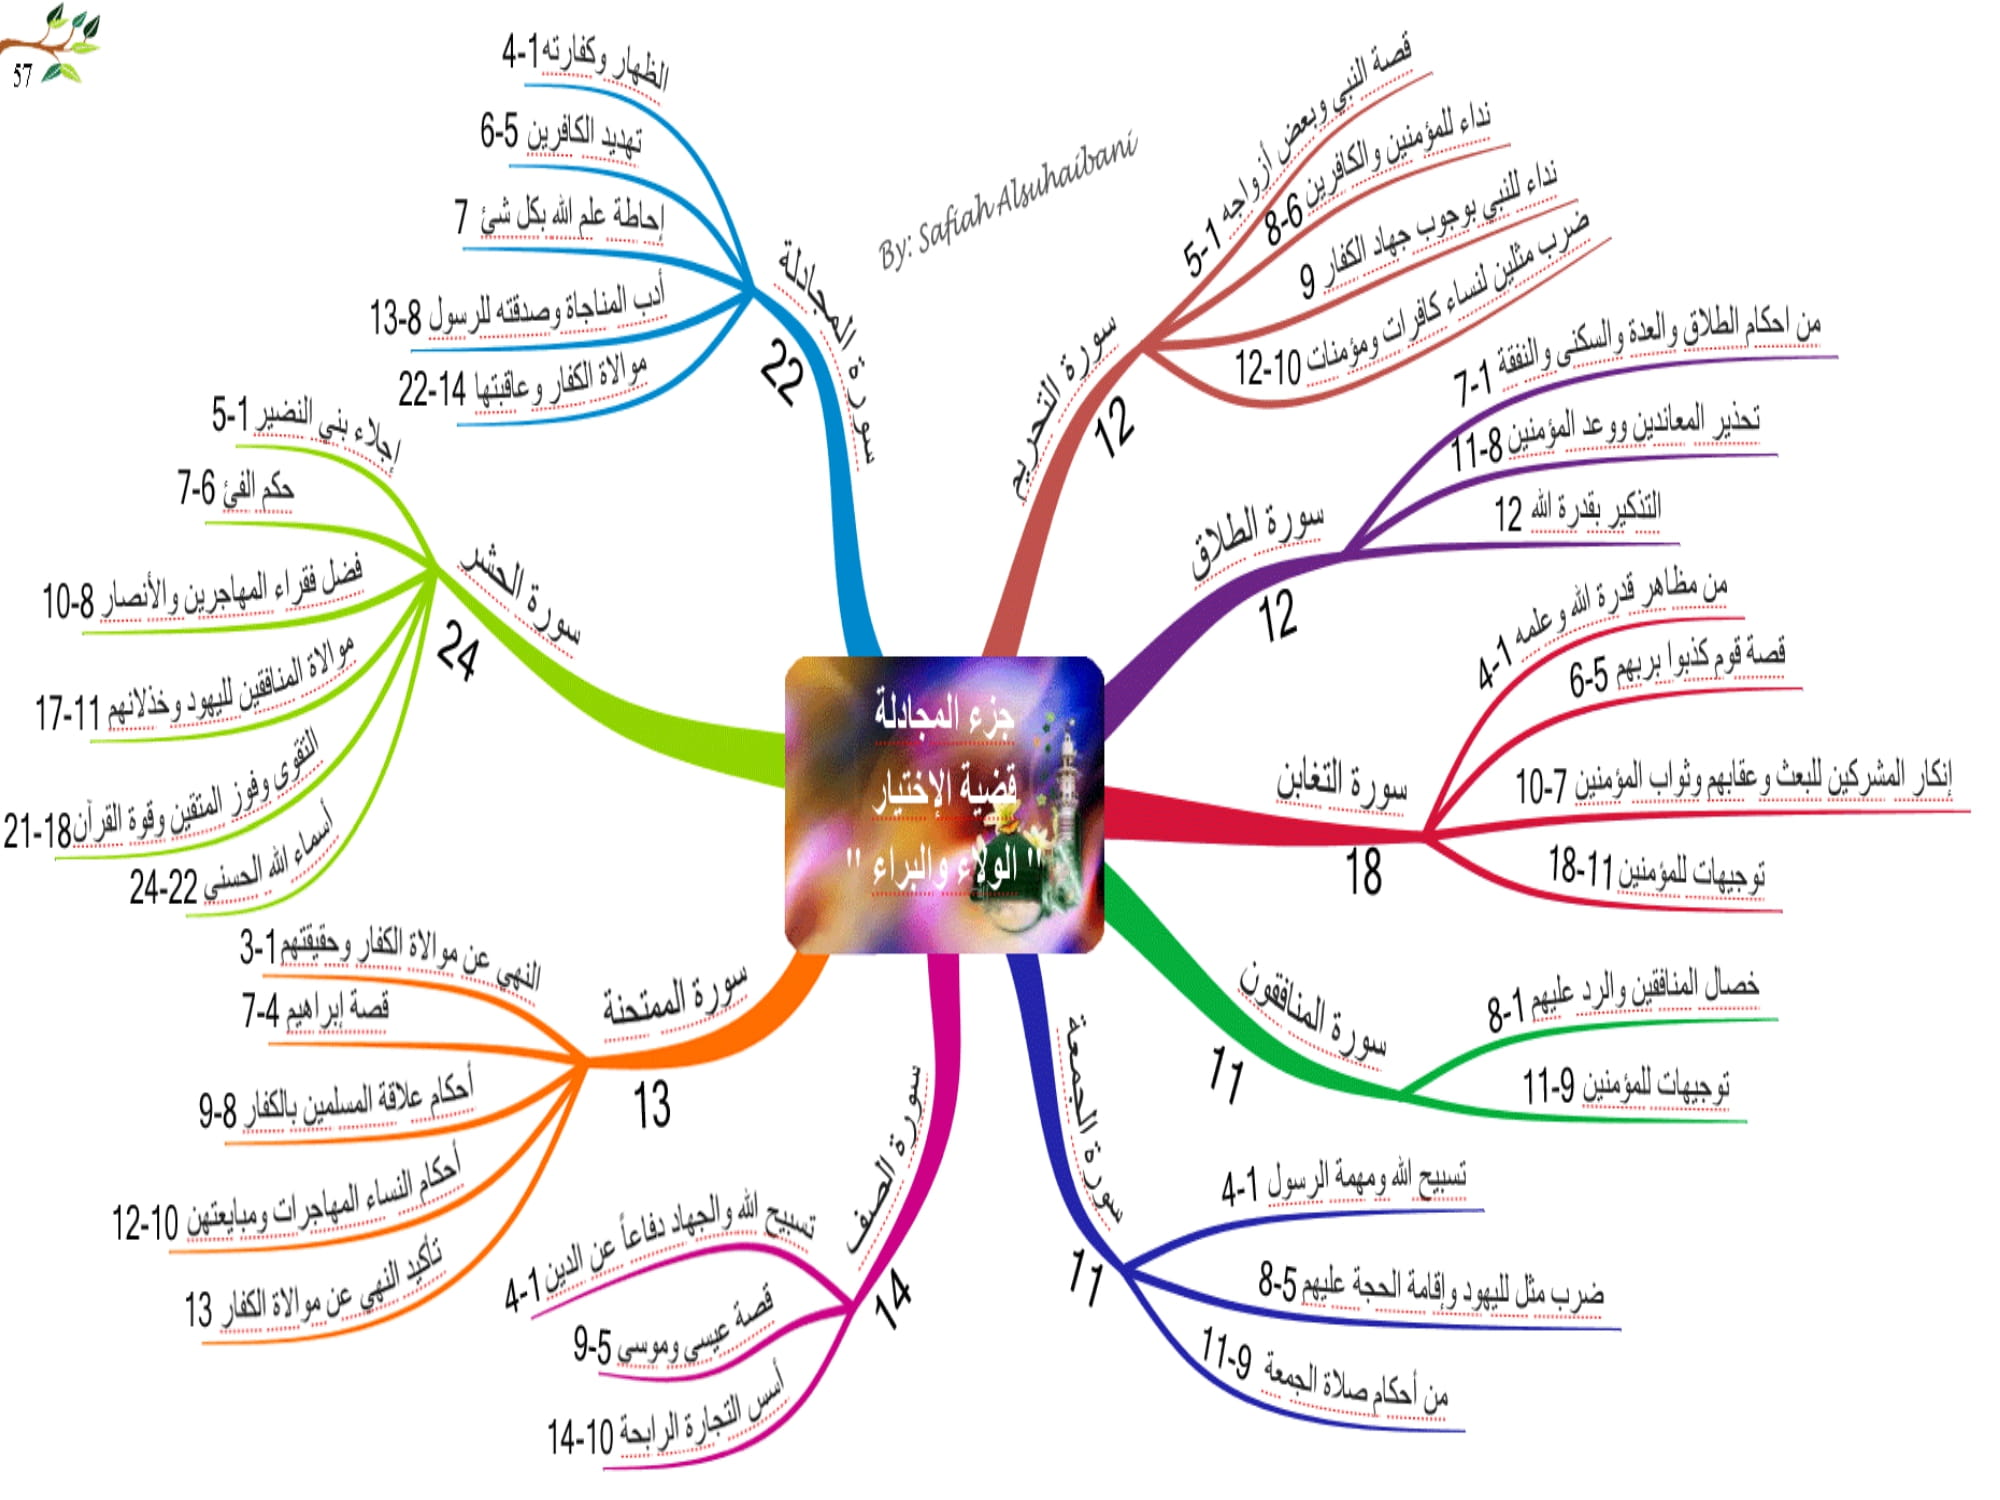 57
By: Safiah Alsuhaibani
جزء المجادلة
قضية الإختيار
" الولاء والبراء "
سورة المجادلة
22
الظهار وكفارته 1-4
تهديد الكافرين 5-6
إحاطة علم الله بكل شئ 7
أدب المناجاة وصدقته للرسول 8-13
موالاة الكفار وعاقبتها 14-22
سورة الحشر
24
إجلاء بني النضير 1-5
حكم الفئ 6-7
فضل فقراء المهاجرين والأنصار 8-10
موالاة المنافقين لليهود وخذلانهم 11-17
التقوى وفوز المتقين وقوة القرآن 18-21
أسماء الله الحسني 22-24
سورة الممتحنة
13
النهي عن موالاة الكفار وحقيقتهم 1-3
قصة إبراهيم 4-7
أحكام علاقة المسلمين بالكفار 8-9
أحكام النساء المهاجرات ومبايعتهن 10-12
تأكيد النهي عن موالاة الكفار 13
سورة الصف
14
تسبيح الله والجهاد دفاعاً عن الدين 1-4
قصة عيسي وموسي 5-9
أسس التجارة الرابحة 10-14
سورة الجمعة
11
تسبيح الله ومهمة الرسول 1-4
ضرب مثل لليهود وإقامة الحجة عليهم 5-8
من أحكام صلاة الجمعة 9-11
سورة المنافقون
11
خصال المنافقين والرد عليهم 1-8
توجيهات للمؤمنين 9-11
سورة التغابن
18
من مظاهر قدرة الله وعلمه 1-4
قصة قوم كذبوا بربهم 5-6
إنكار المشركين للبعث وعقابهم وثواب المؤمنين 7-10
توجيهات للمؤمنين 11-18
سورة الطلاق
12
من احكام الطلاق والعدة والسكنى والنفقة 1-7
تحذير المعاندين ووعد المؤمنين 8-11
التذكير بقدرة الله 12
سورة التحريم
12
قصة النبي وبعض أزواجه 1-5
نداء للمؤمنين والكافرين 6-8
نداء للنبي بوجوب جهاد الكفار 9
ضرب مثلين لنساء كافرات ومؤمنات 10-12